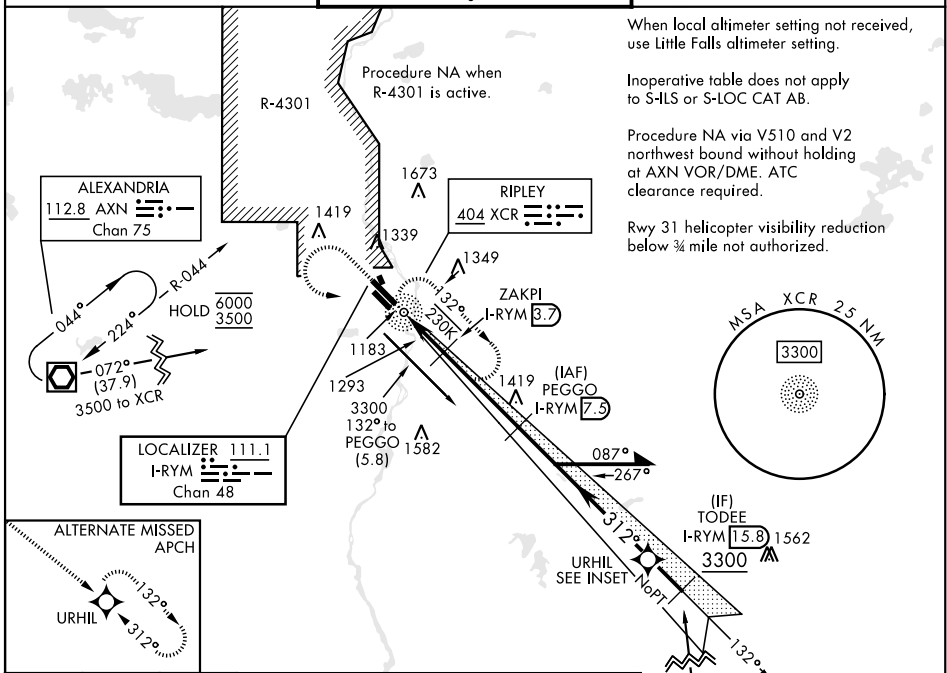 When local altimeter setting not received,
use Little Falls altimeter setting.
Inoperative table does not apply
to S-ILS or S-LOC CAT AB.
Procedure NA via V510 and V2
northwest bound without holding
at AXN VOR/DME. ATC
clearance required.
Rwy 31 helicopter visibility reduction
below ¾ mile not authorized.
Procedure NA when
R-4301 is active.
R-4301
ALEXANDRIA
112.8 AXN
Chan 75
R-044
HOLD 6000
3500
044°
224°
072°
(37.9)
3500 to XCR
1673
1419
1339
RIPLEY
404 XCR
1349
132°
230K
ZAKPI
I-RYM 3.7
1183
1293
1419
(IAF)
PEGGO
I-RYM 7.5
3300
132° to
PEGGO
(5.8)
1582
LOCALIZER 111.1
I-RYM
Chan 48
MSA XCR 25 NM
3300
087°
267°
312°
(IF)
TODEE
I-RYM 15.8
3300
1562
URHIL
SEE INSET
NoPT
132°
ALTERNATE MISSED
APCH
URHIL
132°
312°